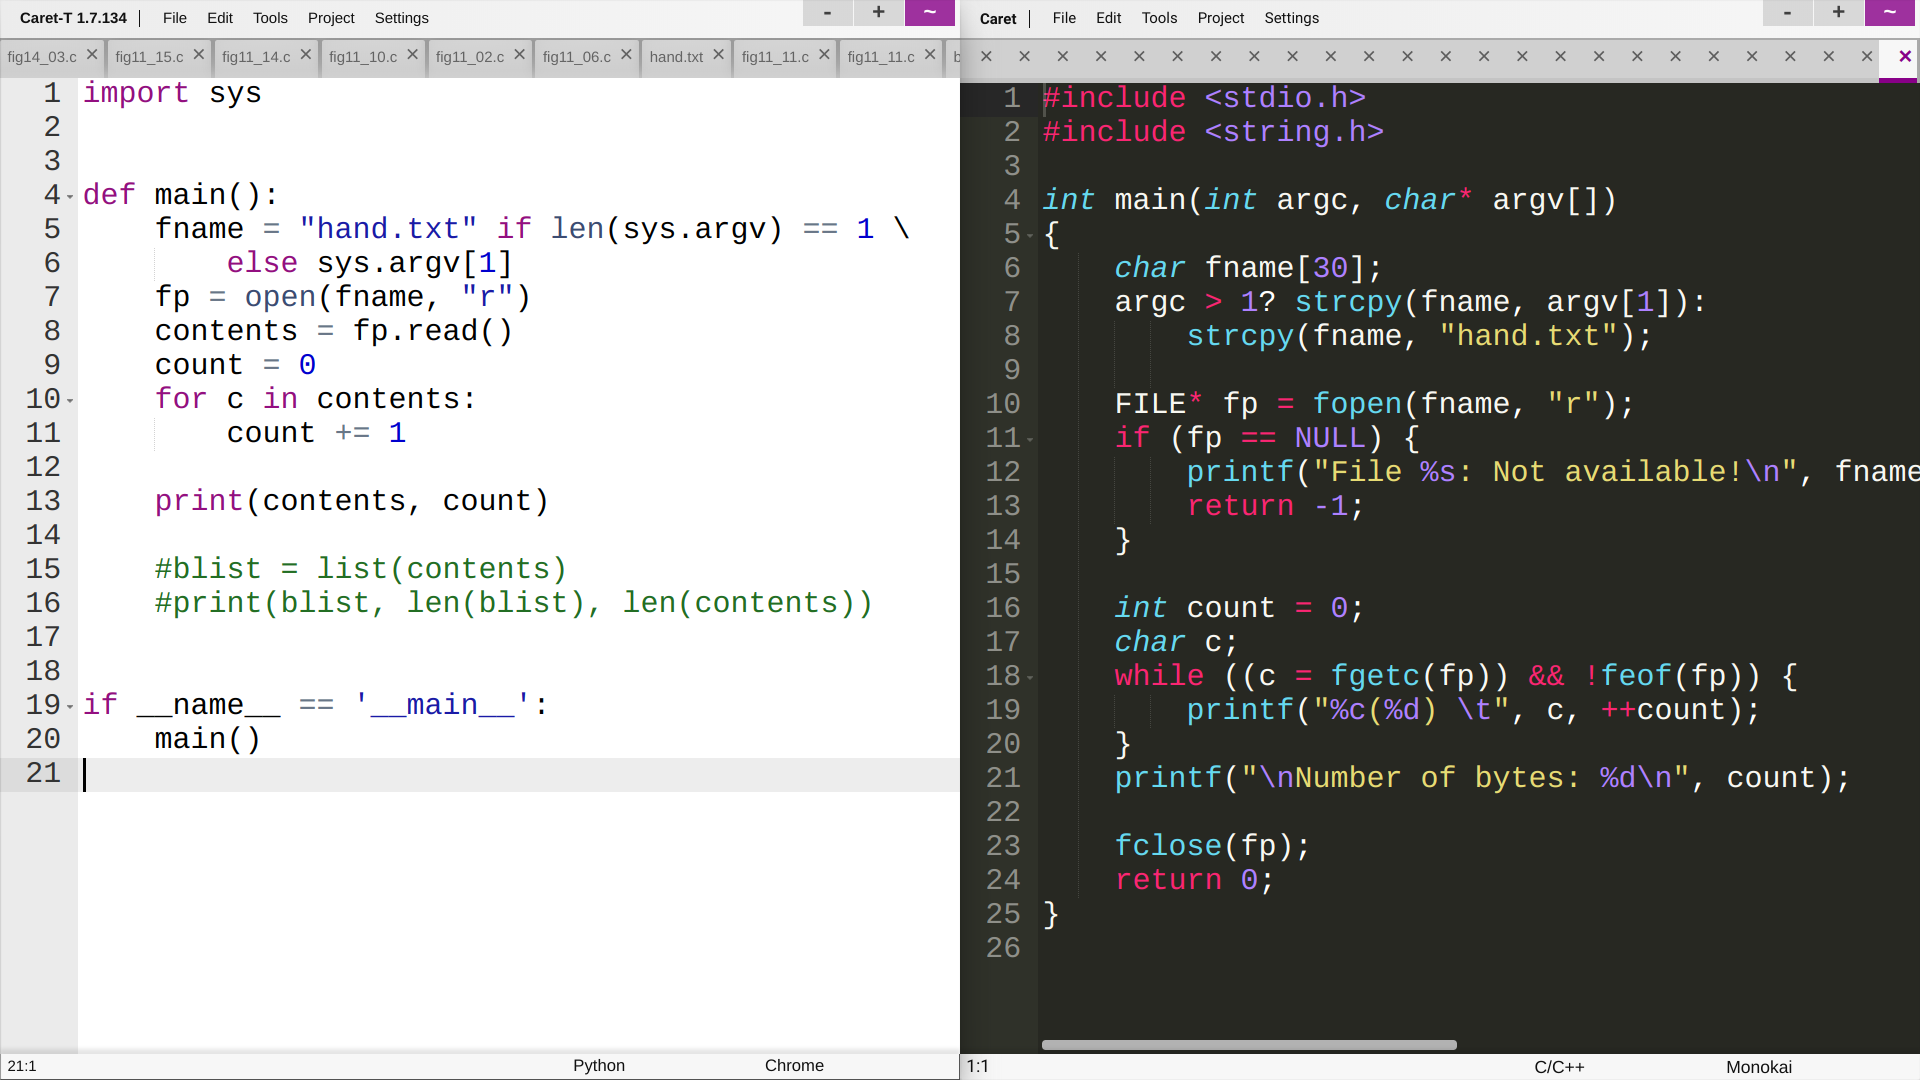 Caret-T 1.7.134 | File Edit Tools Project Settings - + ~
fig14_03.c × fig11_15.c × fig11_14.c × fig11_10.c × fig11_02.c × fig11_06.c × hand.txt × fig11_11.c × fig11_11.c × b
1 import sys
2
3
4 def main():
5     fname = "hand.txt" if len(sys.argv) == 1 \
6         else sys.argv[1]
7     fp = open(fname, "r")
8     contents = fp.read()
9     count = 0
10     for c in contents:
11         count += 1
12
13     print(contents, count)
14
15     #blist = list(contents)
16     #print(blist, len(blist), len(contents))
17
18
19 if __name__ == '__main__':
20     main()
21
21:1 Python Chrome
Caret | File Edit Tools Project Settings - + ~
× × × × × × × × × × × × × × × × × × × × × × × × ×
1 #include <stdio.h>
2 #include <string.h>
3
4 int main(int argc, char* argv[])
5 {
6     char fname[30];
7     argc > 1? strcpy(fname, argv[1]):
8         strcpy(fname, "hand.txt");
9
10     FILE* fp = fopen(fname, "r");
11     if (fp == NULL) {
12         printf("File %s: Not available!\n", fname
13         return -1;
14     }
15
16     int count = 0;
17     char c;
18     while ((c = fgetc(fp)) && !feof(fp)) {
19         printf("%c(%d) \t", c, ++count);
20     }
21     printf("\nNumber of bytes: %d\n", count);
22
23     fclose(fp);
24     return 0;
25 }
26
1:1 C/C++ Monokai